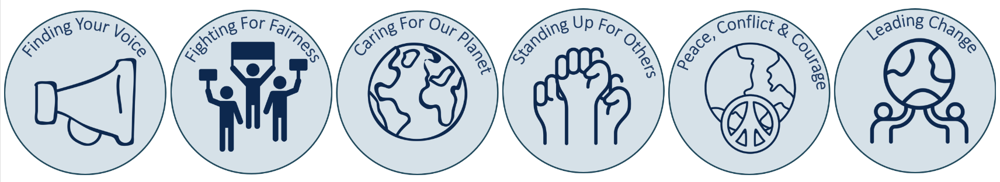 Finding Your Voice
Fighting For Fairness
Caring For Our Planet
Standing Up For Others
Peace, Conflict & Courage
Leading Change